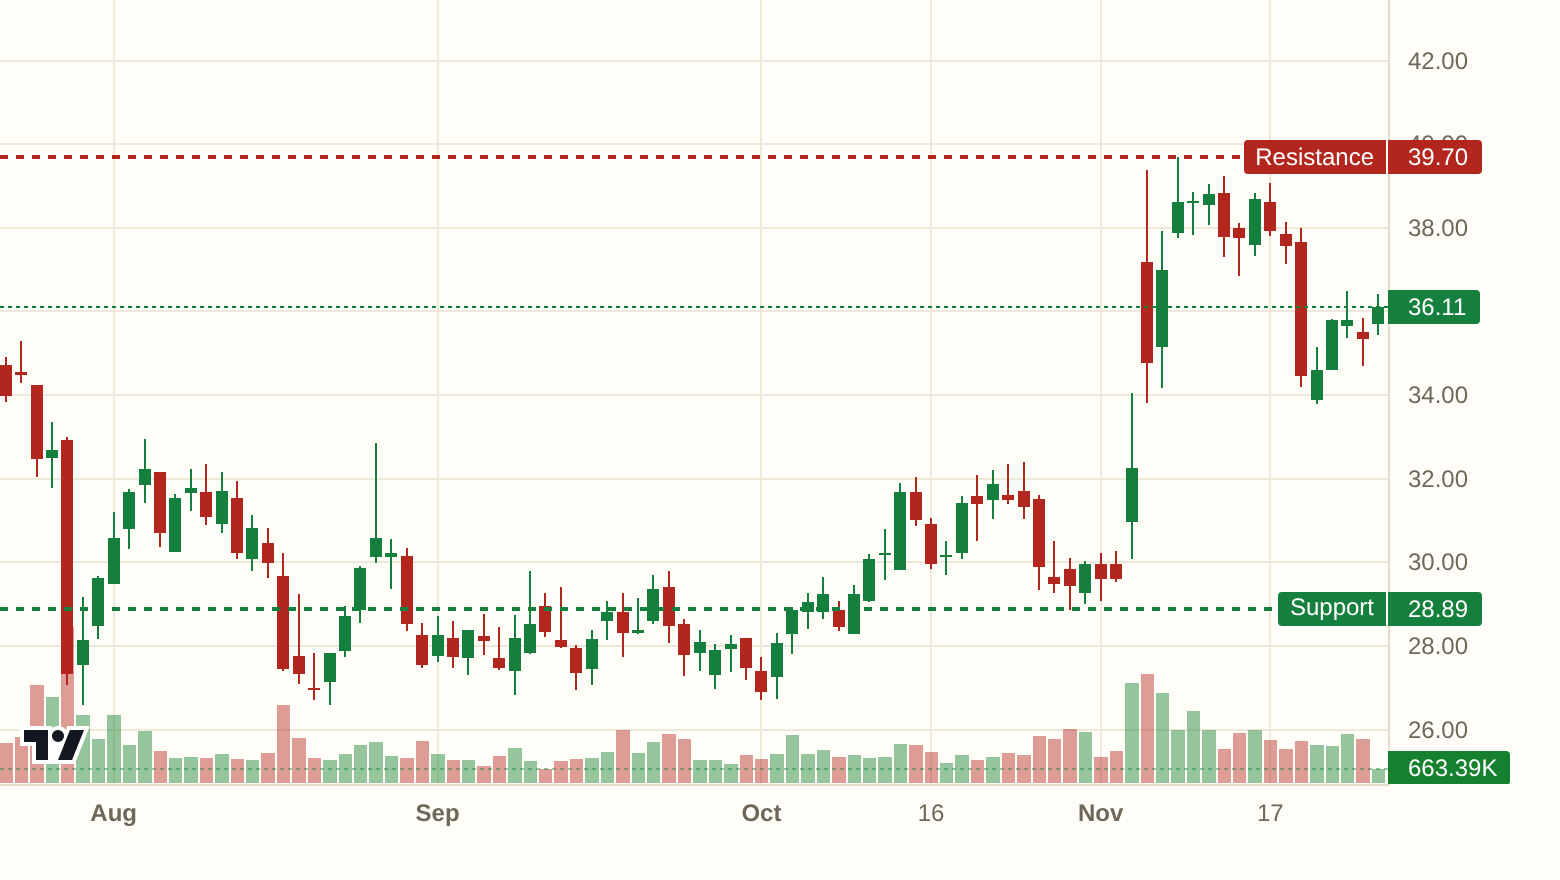 42.00
Resistance 39.70
38.00
36.11
34.00
32.00
30.00
Support 28.89
28.00
26.00
663.39K
Aug Sep Oct 16 Nov 17